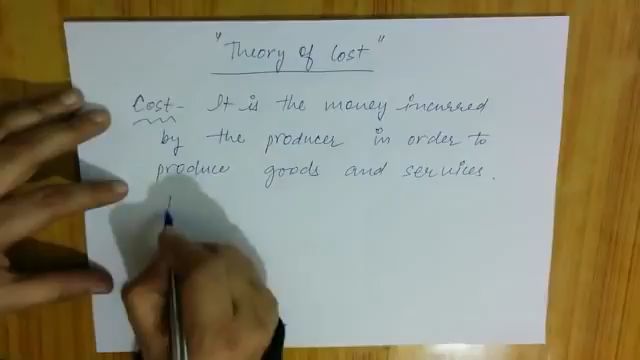 "Theory of Cost"
Cost - It is the money incurred
by the producer in order to
produce goods and services.